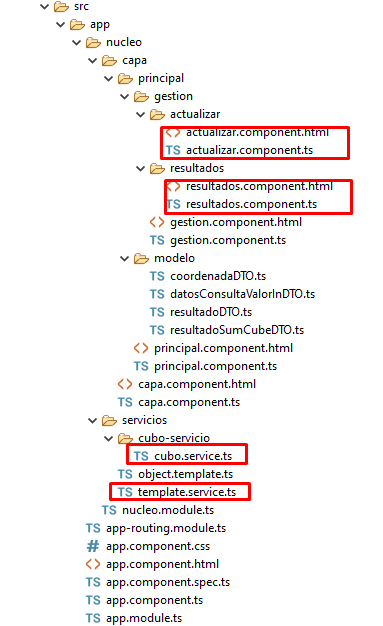 src
app
nucleo
capa
principal
gestion
actualizar
<> actualizar.component.html
TS actualizar.component.ts
resultados
<> resultados.component.html
TS resultados.component.ts
<> gestion.component.html
TS gestion.component.ts
modelo
TS coordenadaDTO.ts
TS datosConsultaValorInDTO.ts
TS resultadoDTO.ts
TS resultadoSumCubeDTO.ts
<> principal.component.html
TS principal.component.ts
<> capa.component.html
TS capa.component.ts
servicios
cubo-servicio
TS cubo.service.ts
TS object.template.ts
TS template.service.ts
TS nucleo.module.ts
TS app-routing.module.ts
# app.component.css
<> app.component.html
TS app.component.spec.ts
TS app.component.ts
TS app.module.ts